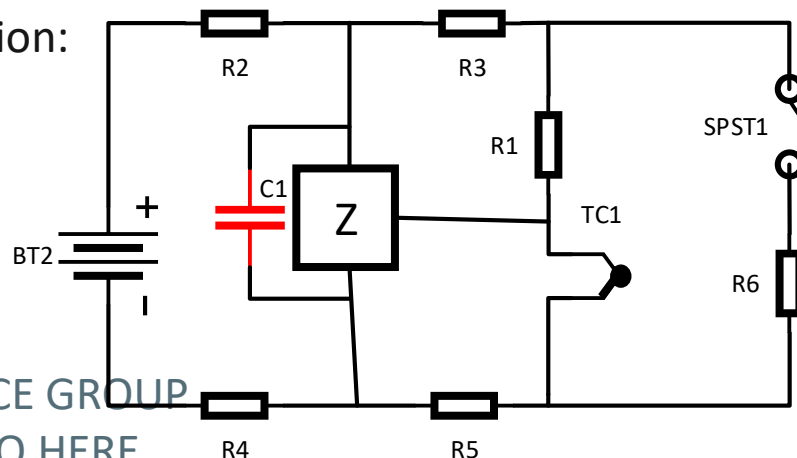 ion:
R2
R3
SPST1
R1
C1
TC1
Z
+
BT2
R6
-
CE GROUP
O HERE
R4
R5